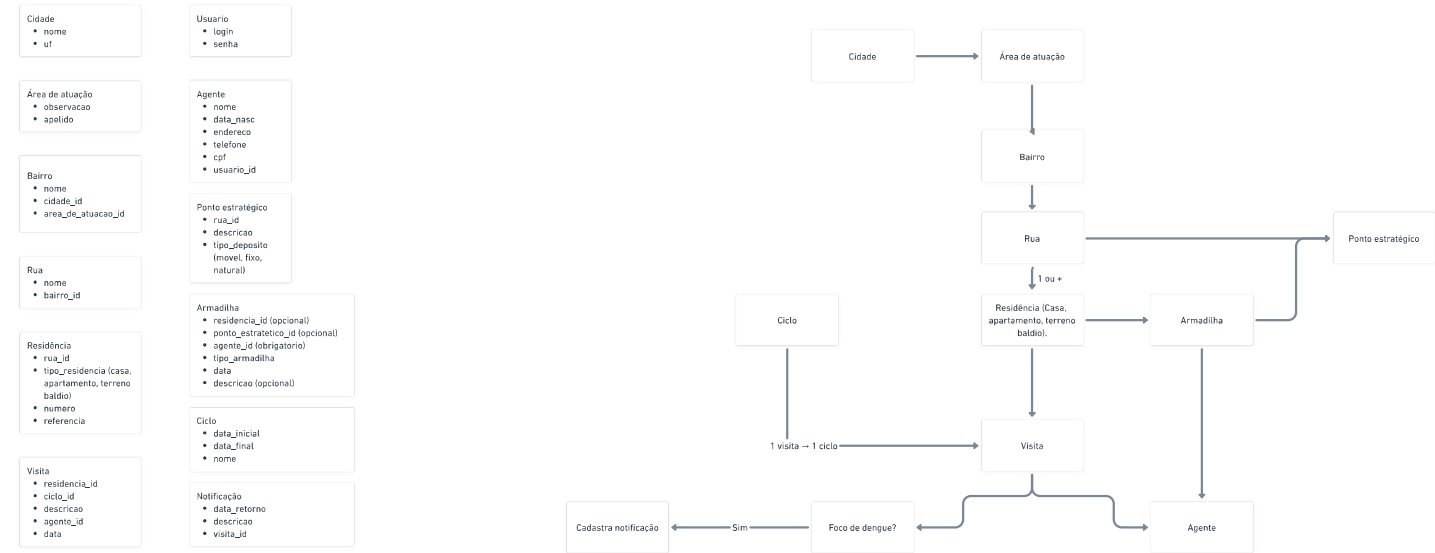 Cidade
• nome
• uf
Área de atuação
• observacao
• apelido
Bairro
• nome
• cidade_id
• area_de_atuacao_id
Rua
• nome
• bairro_id
Residência
• rua_id
• tipo_residencia (casa,
apartamento, terreno
baldio)
• numero
• referencia
Visita
• residencia_id
• ciclo_id
• descricao
• agente_id
• data
Usuario
• login
• senha
Agente
• nome
• data_nasc
• endereco
• telefone
• cpf
• usuario_id
Ponto estratégico
• rua_id
• descricao
• tipo_deposito
(movel, fixo,
natural)
Armadilha
• residencia_id (opcional)
• ponto_estratetico_id (opcional)
• agente_id (obrigatorio)
• tipo_armadilha
• data
• descricao (opcional)
Ciclo
• data_inicial
• data_final
• nome
Notificação
• data_retorno
• descricao
• visita_id
Cidade
Área de atuação
Bairro
Rua
Ponto estratégico
1 ou +
Ciclo
Residência (Casa,
apartamento, terreno
baldio).
Armadilha
1 visita → 1 ciclo
Visita
Cadastra notificação
Sim
Foco de dengue?
Agente